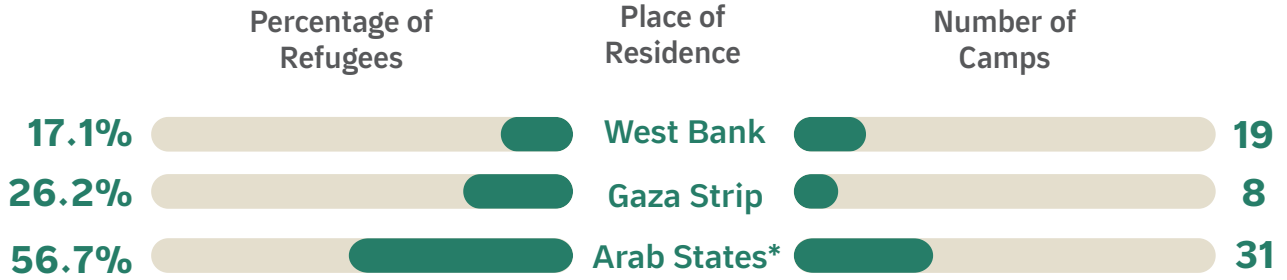 Percentage of
Refugees
Place of
Residence
Number of
Camps
17.1% West Bank 19
26.2% Gaza Strip 8
56.7% Arab States* 31